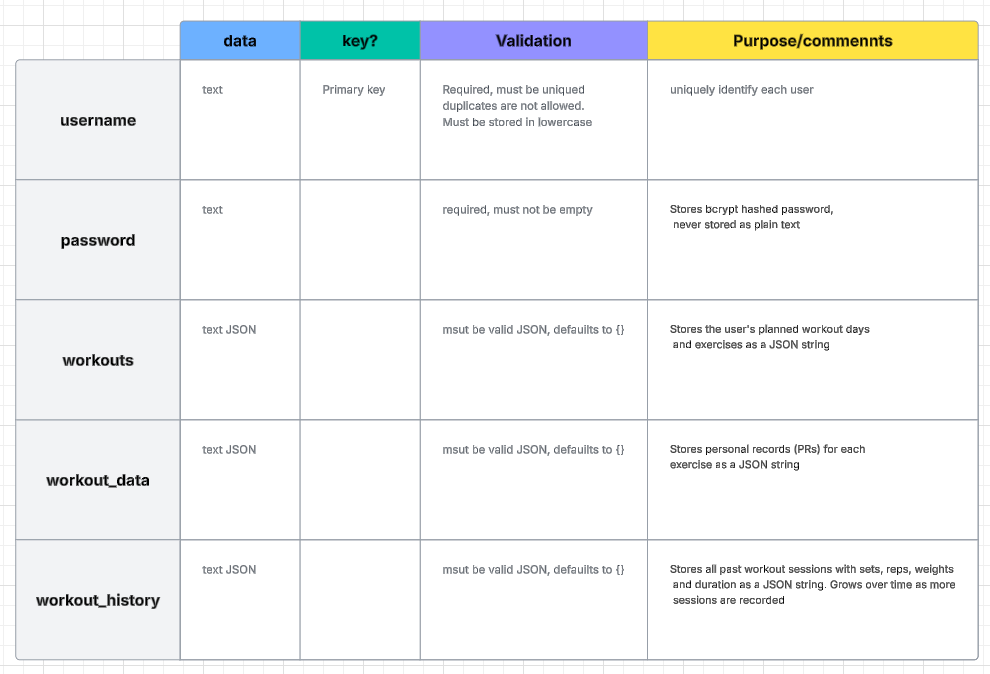 data key? Validation Purpose/commennts
username
text
Primary key
Required, must be uniqued
duplicates are not allowed.
Must be stored in lowercase
uniquely identify each user
password
text
required, must not be empty
Stores bcrypt hashed password,
never stored as plain text
workouts
text JSON
msut be valid JSON, defaults to {}
Stores the user's planned workout days
and exercises as a JSON string
workout_data
text JSON
msut be valid JSON, defaults to {}
Stores personal records (PRs) for each
exercise as a JSON string
workout_history
text JSON
msut be valid JSON, defaults to {}
Stores all past workout sessions with sets, reps, weights
and duration as a JSON string. Grows over time as more
sessions are recorded